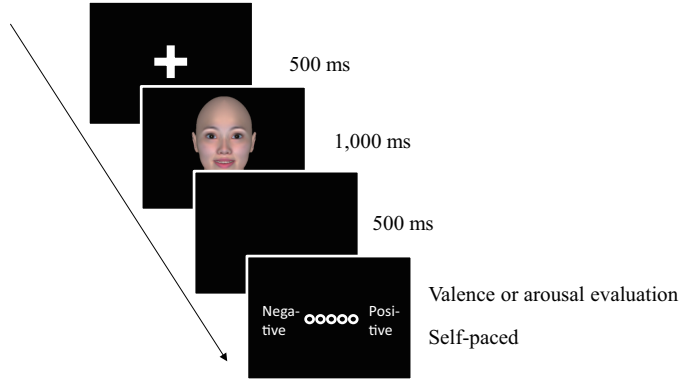 500 ms
1,000 ms
500 ms
Nega-
tive
Posi-
tive
Valence or arousal evaluation
Self-paced